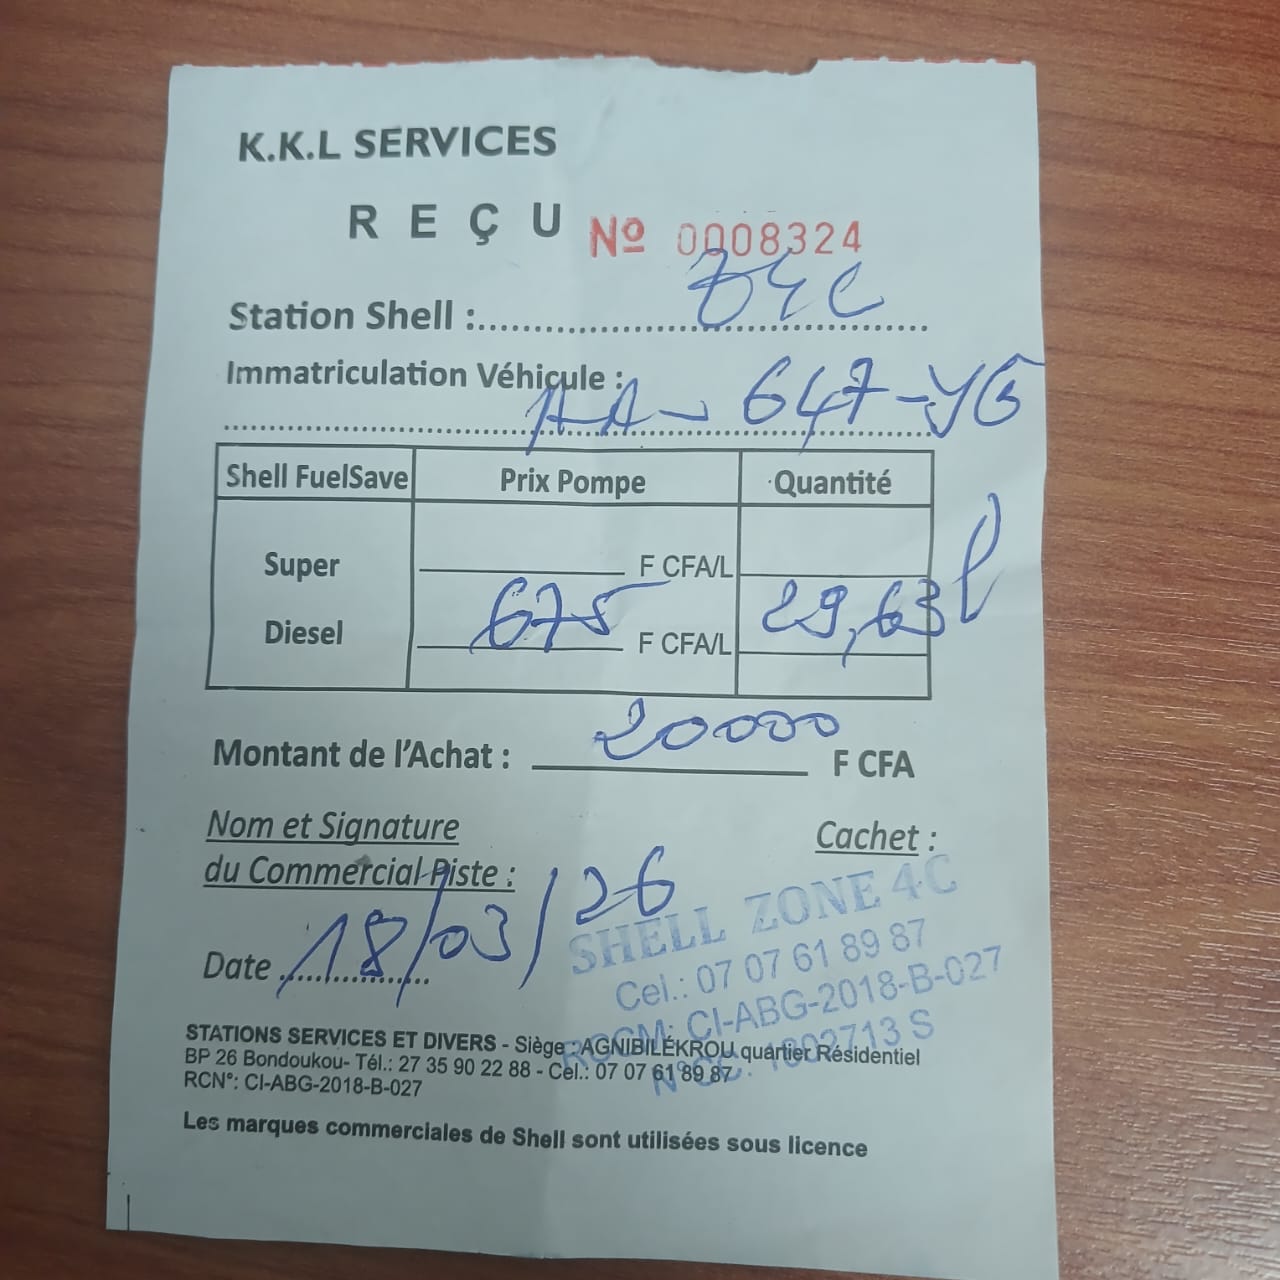 K.K.L SERVICES
REÇU Nº 0008324
Station Shell : Z4C
Immatriculation Véhicule :
AA-647-YG
Shell FuelSave Prix Pompe Quantité
Super F CFA/L
Diesel 675 F CFA/L 29,63 l
Montant de l'Achat : 20000 F CFA
Nom et Signature
du Commercial Piste :
Cachet :
Date 18/03/26
SHELL ZONE 4C
Cel.: 07 07 61 89 87
RCCM: CI-ABG-2018-B-027
N°CC: 1802713 S
STATIONS SERVICES ET DIVERS - Siège : AGNIBILÉKROU quartier Résidentiel
BP 26 Bondoukou- Tél.: 27 35 90 22 88 - Cel.: 07 07 61 89 87
RCN°: CI-ABG-2018-B-027
Les marques commerciales de Shell sont utilisées sous licence